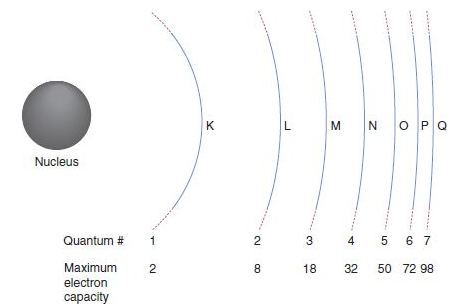 K L M N O P Q
Nucleus
Quantum # 1 2 3 4 5 6 7
Maximum electron capacity 2 8 18 32 50 72 98